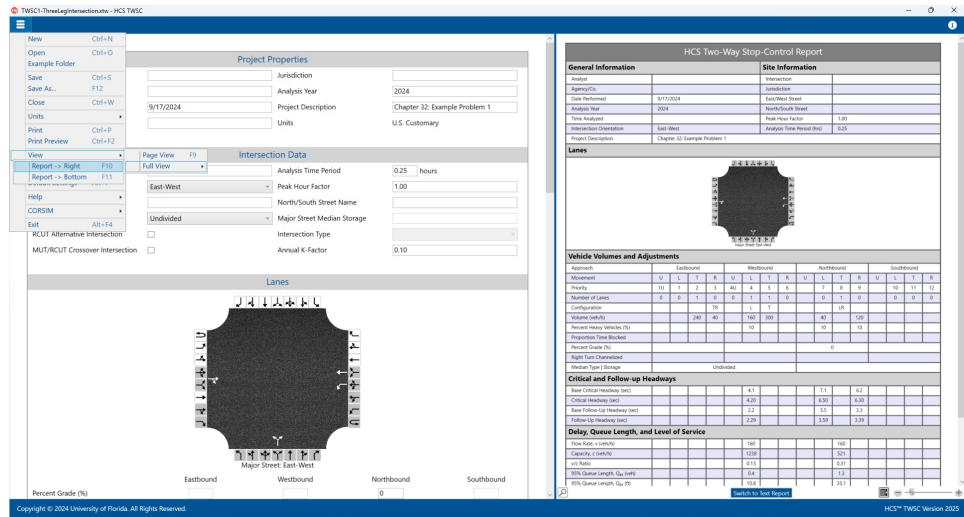 TWSC1-ThreeLegIntersection.xtw - HCS TWSC
New Ctrl+N
Open Ctrl+O
Example Folder
Save Ctrl+S
Save As... F12
Close Ctrl+W
Units
Print Ctrl+P
Print Preview Ctrl+F2
View
Page View F9
Full View
Report -> Right F10
Report -> Bottom F11
Help
CORSIM
Exit Alt+F4
Project Properties
Jurisdiction
Analysis Year 2024
9/17/2024 Project Description Chapter 32: Example Problem 1
Units U.S. Customary
Intersection Data
Analysis Time Period 0.25 hours
East-West Peak Hour Factor 1.00
North/South Street Name
Undivided Major Street Median Storage
RCUT Alternative Intersection Intersection Type
MUT/RCUT Crossover Intersection Annual K-Factor 0.10
Lanes
Major Street: East-West
Eastbound Westbound Northbound Southbound
Percent Grade (%) 0
HCS Two-Way Stop-Control Report
General Information Site Information
Analyst Intersection
Agency/Co. Jurisdiction
Date Performed 9/17/2024 East/West Street
Analysis Year 2024 North/South Street
Time Analyzed Peak Hour Factor 1.00
Intersection Orientation East-West Analysis Time Period (hrs) 0.25
Project Description Chapter 32: Example Problem 1
Lanes
Major Street: East-West
Vehicle Volumes and Adjustments
Approach Eastbound Westbound Northbound Southbound
Movement U L T R U L T R U L T R U L T R
Priority 1U 1 2 3 4U 4 5 6 7 8 9 10 11 12
Number of Lanes 0 0 1 0 0 1 1 0 0 1 0 0 0 0
Configuration TR L T LR
Volume (veh/h) 240 40 160 300 40 120
Percent Heavy Vehicles (%) 10 10 10
Proportion Time Blocked
Percent Grade (%) 0
Right Turn Channelized
Median Type | Storage Undivided
Critical and Follow-up Headways
Base Critical Headway (sec) 4.1 7.1 6.2
Critical Headway (sec) 4.20 6.50 6.30
Base Follow-Up Headway (sec) 2.2 3.5 3.3
Follow-Up Headway (sec) 2.29 3.59 3.39
Delay, Queue Length, and Level of Service
Flow Rate, v (veh/h) 160 160
Capacity, c (veh/h) 1238 521
v/c Ratio 0.13 0.31
95% Queue Length, Q₉₅ (veh) 0.4 1.3
95% Queue Length, Q₉₅ (ft) 10.8 35.1
Switch to Text Report
Copyright © 2024 University of Florida. All Rights Reserved.
HCS™ TWSC Version 2025